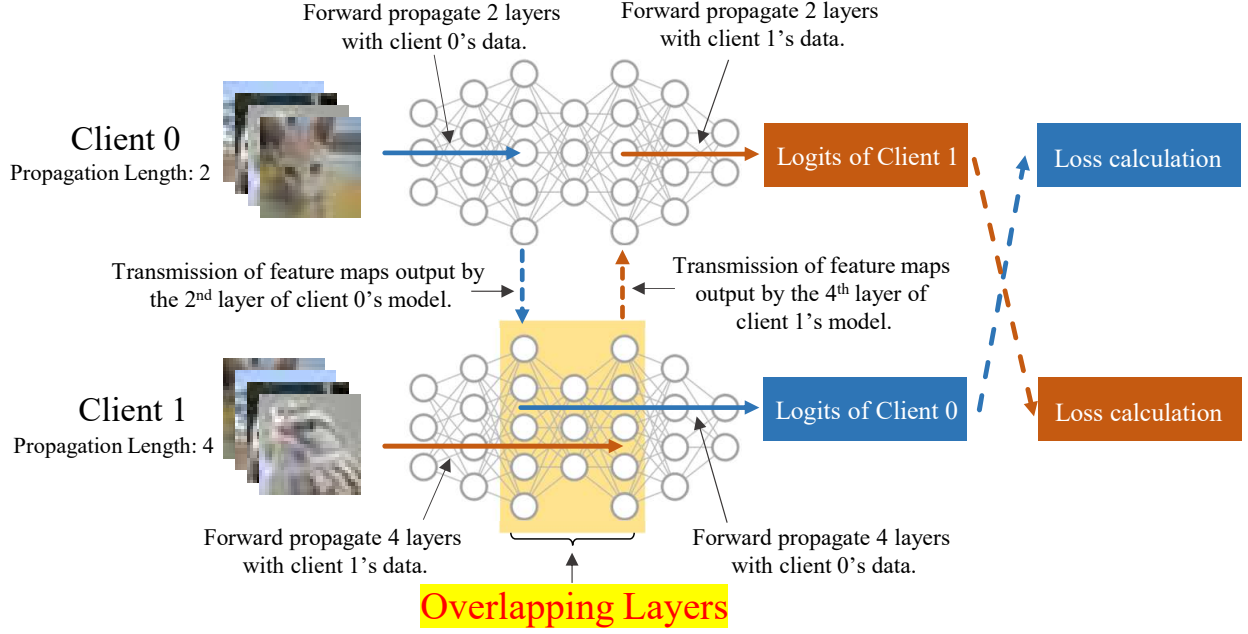 Forward propagate 2 layers
with client 0’s data.
Forward propagate 2 layers
with client 1’s data.
Client 0
Propagation Length: 2
Logits of Client 1
Loss calculation
Transmission of feature maps output by
the 2nd layer of client 0’s model.
Transmission of feature maps
output by the 4th layer of
client 1’s model.
Client 1
Propagation Length: 4
Logits of Client 0
Loss calculation
Forward propagate 4 layers
with client 1’s data.
Forward propagate 4 layers
with client 0’s data.
Overlapping Layers